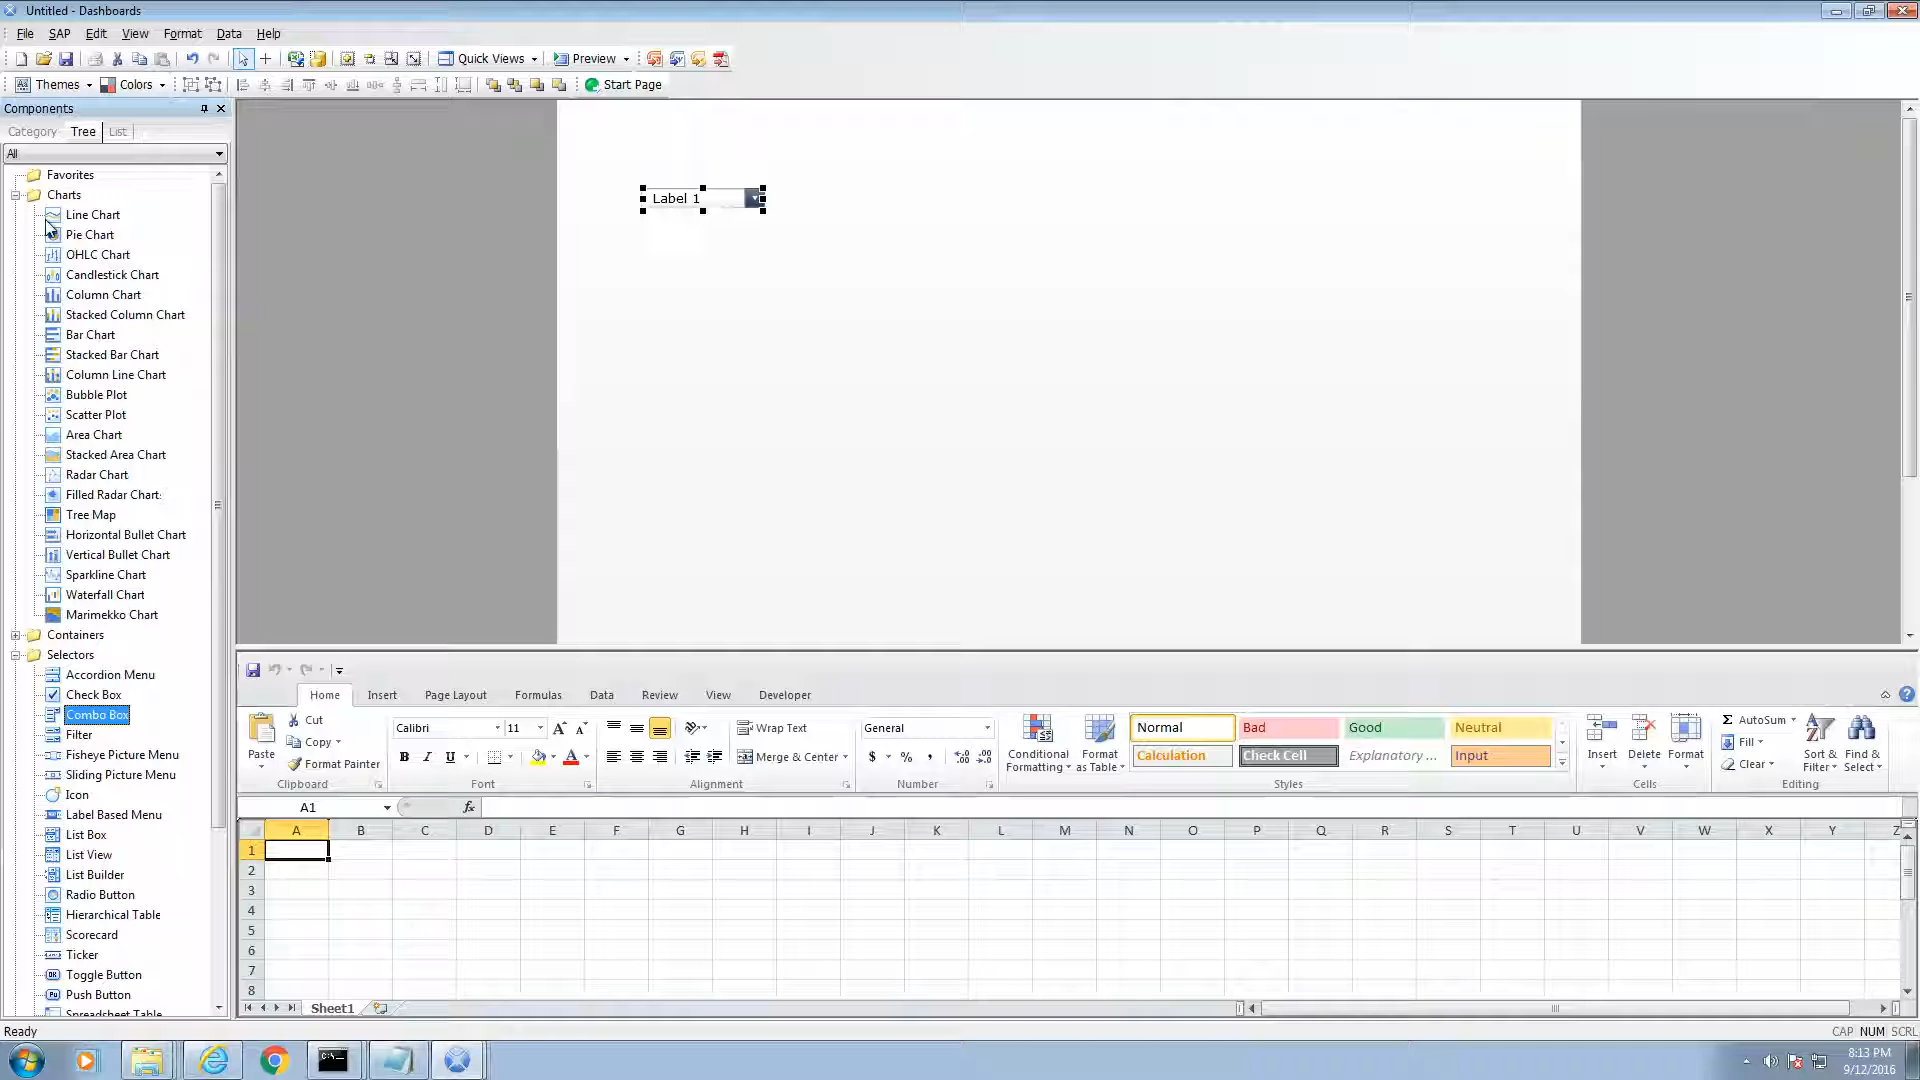 Untitled - Dashboards
File SAP Edit View Format Data Help
Quick Views Preview
Themes Colors Start Page
Components
Category Tree List
All
Favorites
Charts
Line Chart
Pie Chart
OHLC Chart
Candlestick Chart
Column Chart
Stacked Column Chart
Bar Chart
Stacked Bar Chart
Column Line Chart
Bubble Plot
Scatter Plot
Area Chart
Stacked Area Chart
Radar Chart
Filled Radar Chart
Tree Map
Horizontal Bullet Chart
Vertical Bullet Chart
Sparkline Chart
Waterfall Chart
Marimekko Chart
Containers
Selectors
Accordion Menu
Check Box
Combo Box
Filter
Fisheye Picture Menu
Sliding Picture Menu
Icon
Label Based Menu
List Box
List View
List Builder
Radio Button
Hierarchical Table
Scorecard
Ticker
Toggle Button
Push Button
Spreadsheet Table
Label 1
Home Insert Page Layout Formulas Data Review View Developer
Paste
Cut
Copy
Format Painter
Clipboard
Calibri 11
B I U
Font
Wrap Text
Merge & Center
Alignment
General
$ % ,
Number
Conditional Formatting
Format as Table
Normal Bad Good Neutral
Calculation Check Cell Explanatory ... Input
Styles
Insert Delete Format
Cells
AutoSum
Fill
Clear
Sort & Filter
Find & Select
Editing
A1 fx
A B C D E F G H I J K L M N O P Q R S T U V W X Y Z
1
2
3
4
5
6
7
8
Sheet1
Ready
CAP NUM SCRL
8:13 PM
9/12/2016